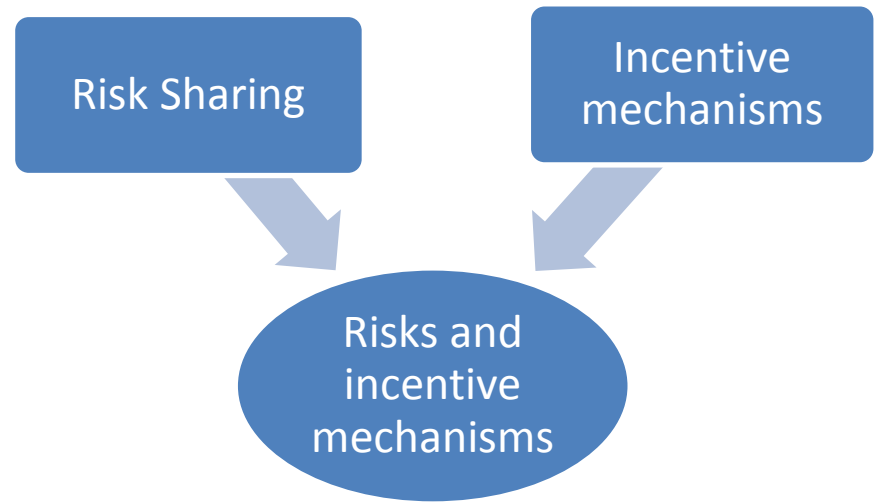 Risk Sharing
Incentive
mechanisms
Risks and
incentive
mechanisms